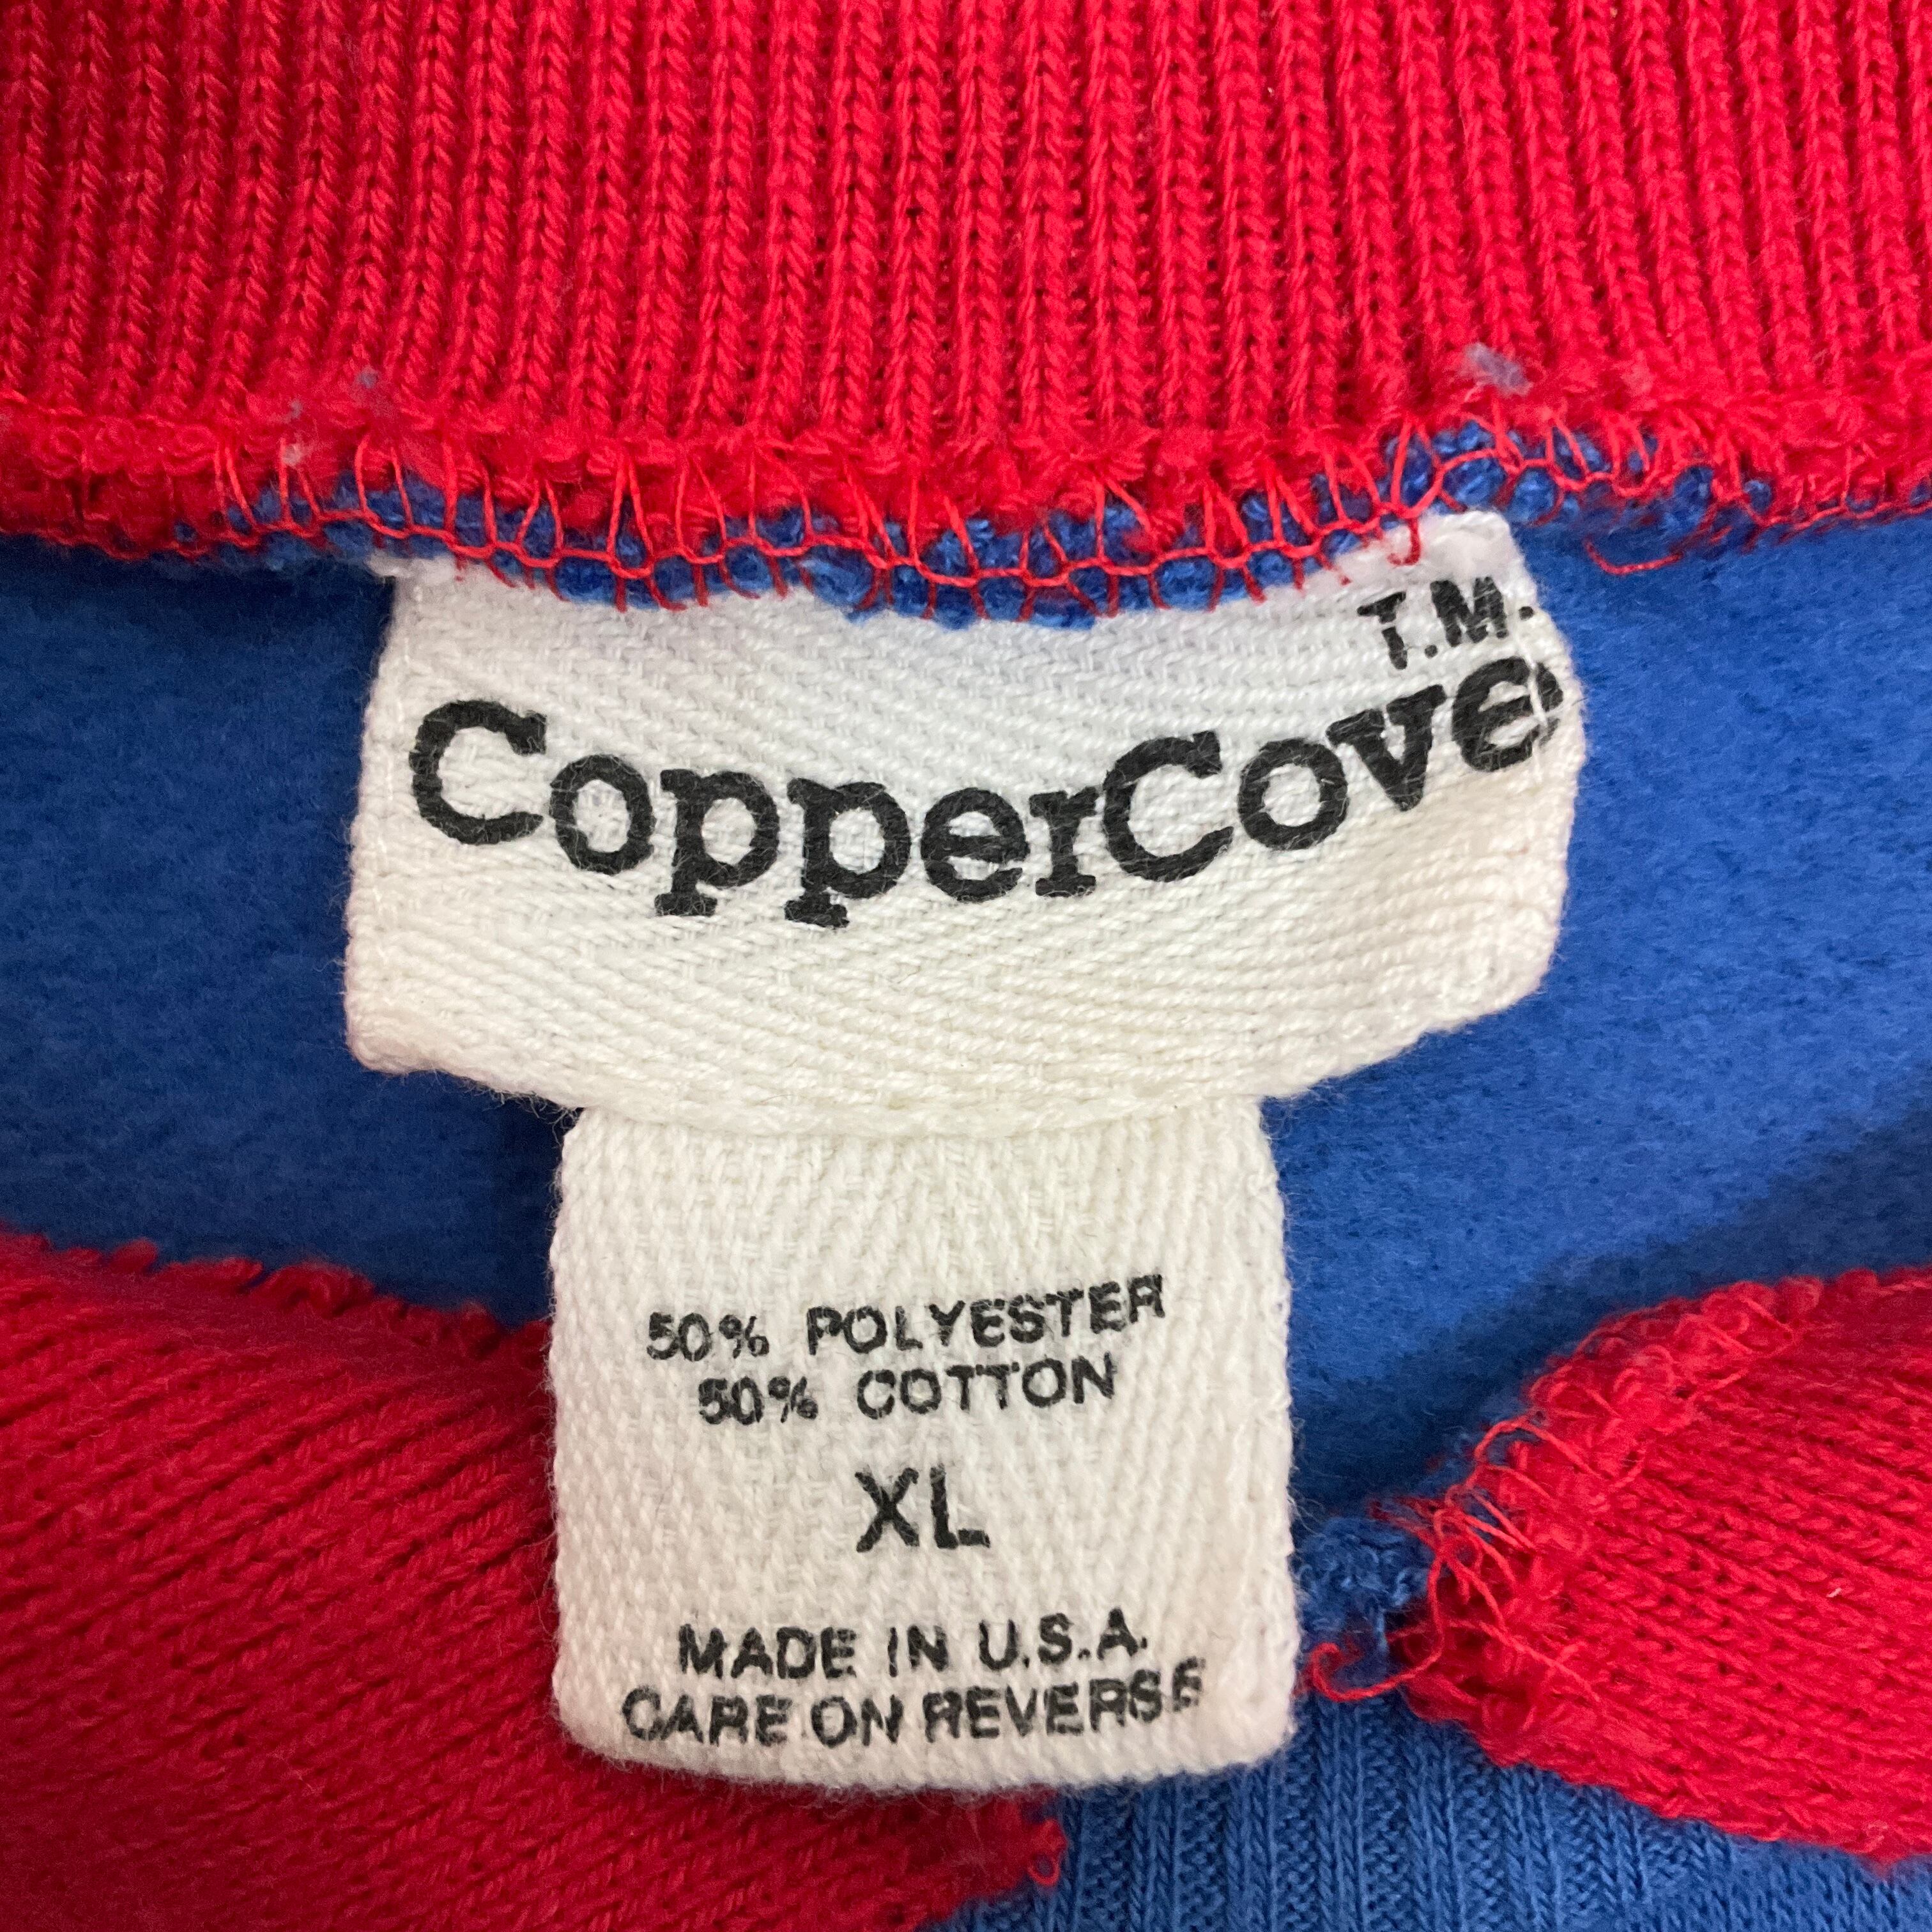 T.M.
CopperCove
50% POLYESTER
50% COTTON
XL
MADE IN U.S.A.
CARE ON REVERSE